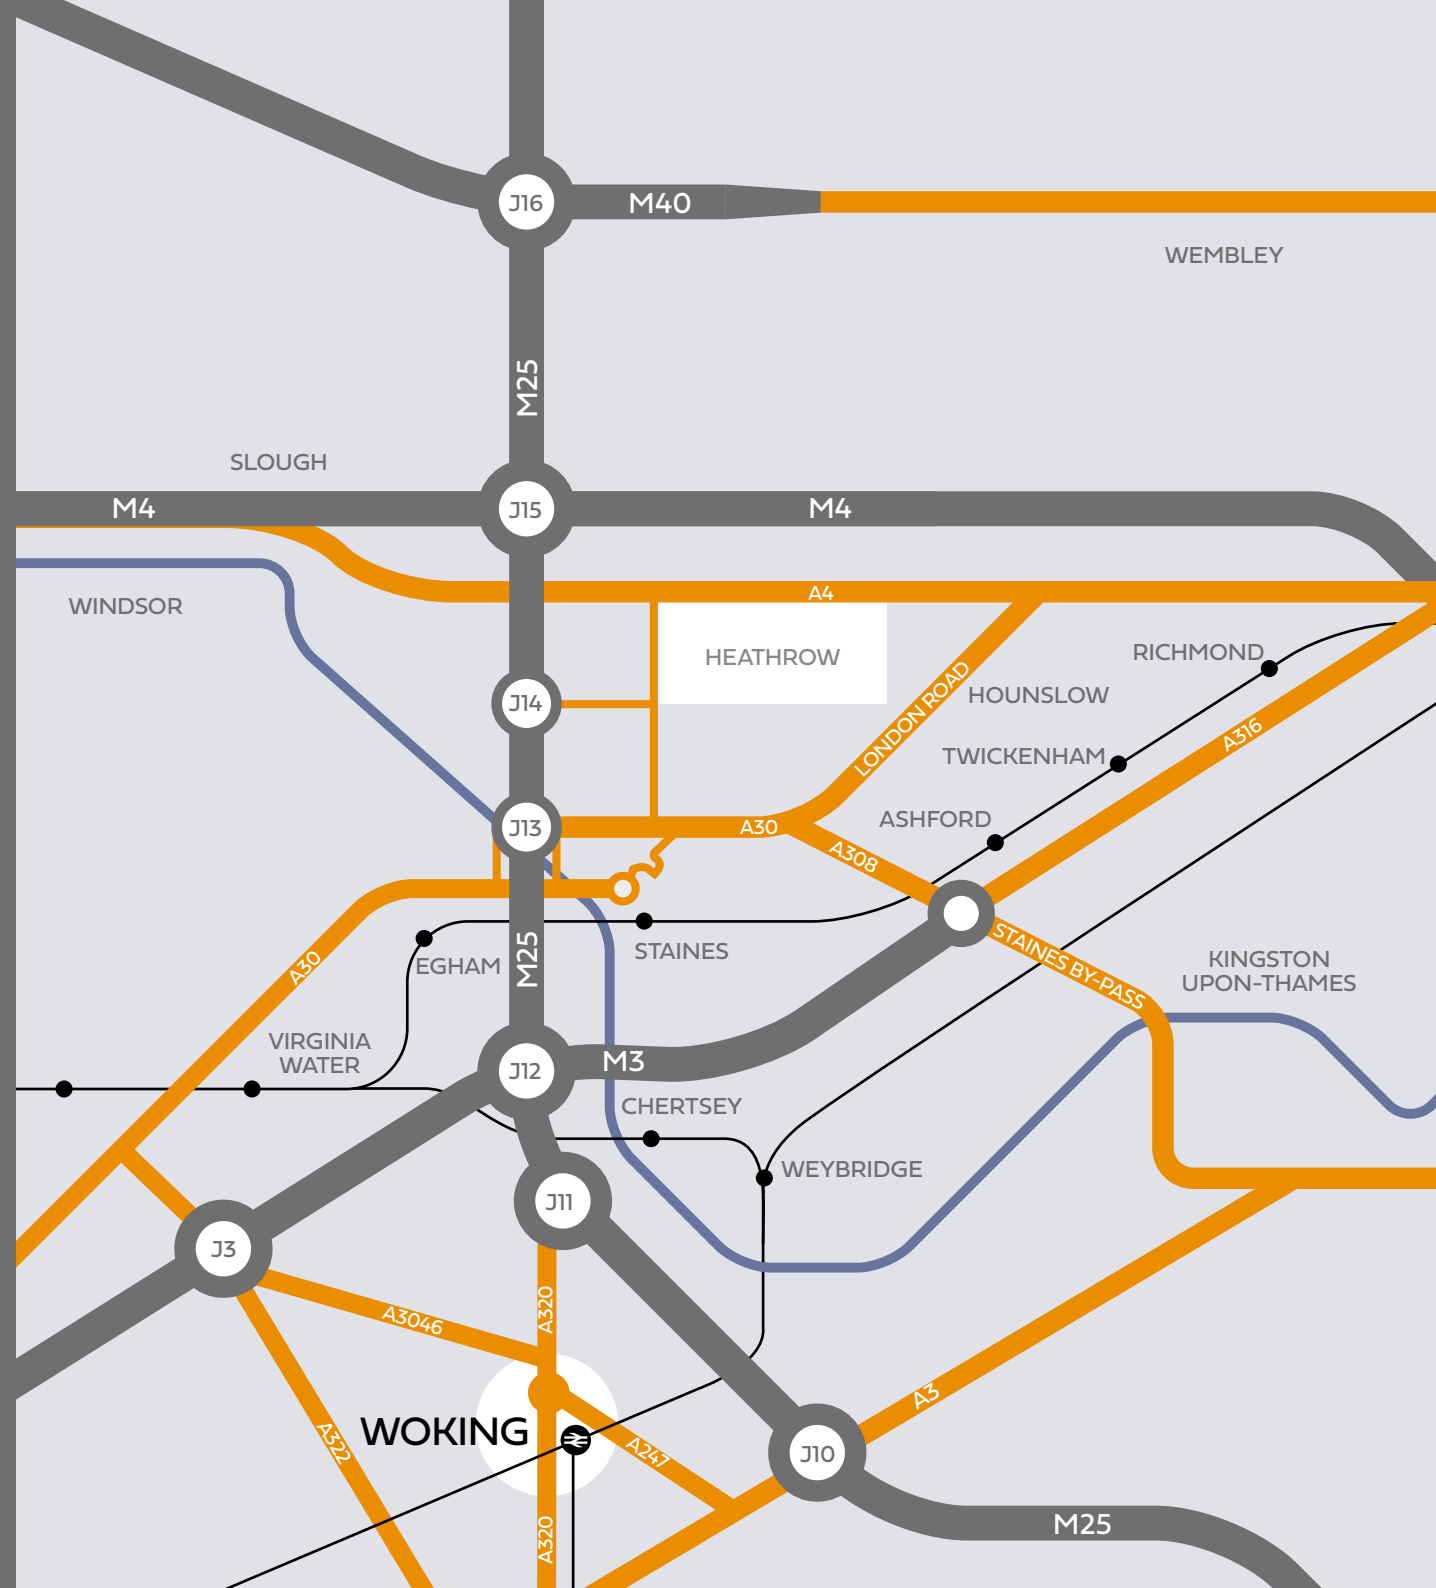 J16
M40
WEMBLEY
M25
SLOUGH
M4
J15
M4
A4
WINDSOR
HEATHROW
RICHMOND
LONDON ROAD
HOUNSLOW
J14
A316
TWICKENHAM
ASHFORD
J13
A30
A308
STAINES
STAINES BY-PASS
KINGSTON
UPON-THAMES
A30
EGHAM
M25
VIRGINIA
WATER
J12
M3
CHERTSEY
WEYBRIDGE
J11
J3
A3046
A320
A3
WOKING
A322
A247
J10
A320
M25